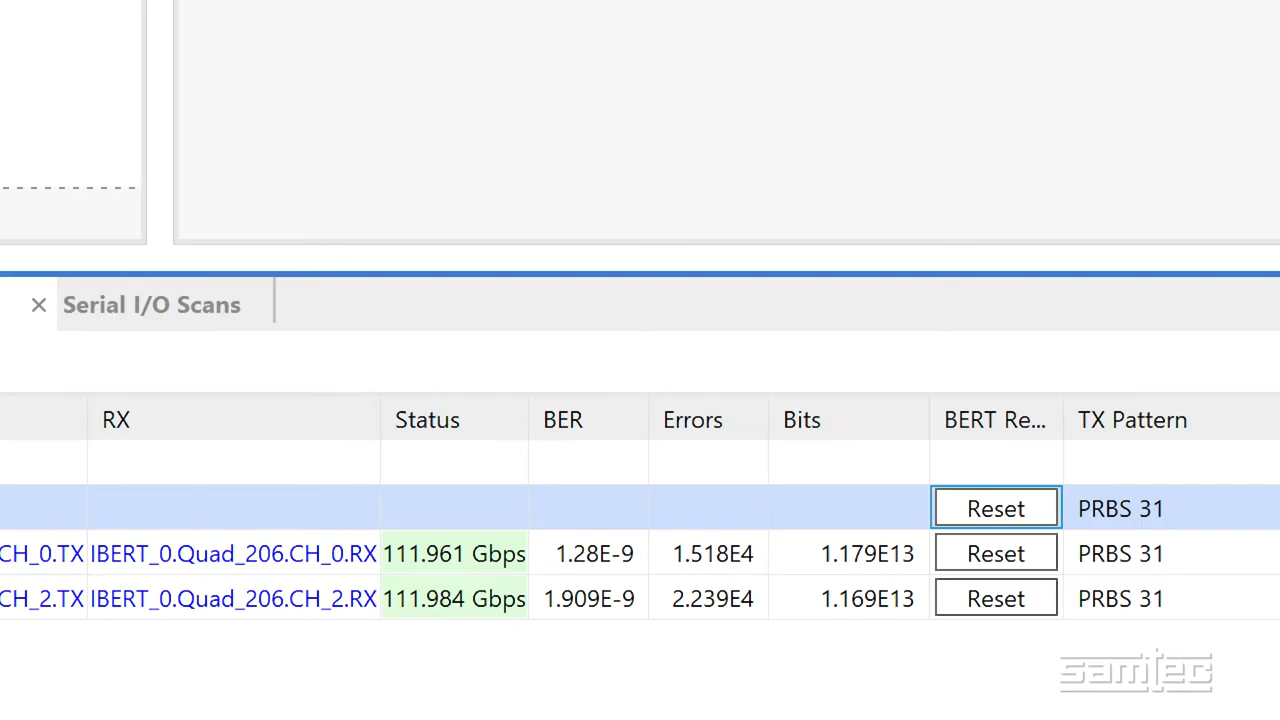 × Serial I/O Scans
RX Status BER Errors Bits BERT Re... TX Pattern
Reset PRBS 31
CH_0.TX IBERT_0.Quad_206.CH_0.RX 111.961 Gbps 1.28E-9 1.518E4 1.179E13 Reset PRBS 31
CH_2.TX IBERT_0.Quad_206.CH_2.RX 111.984 Gbps 1.909E-9 2.239E4 1.169E13 Reset PRBS 31
samtec